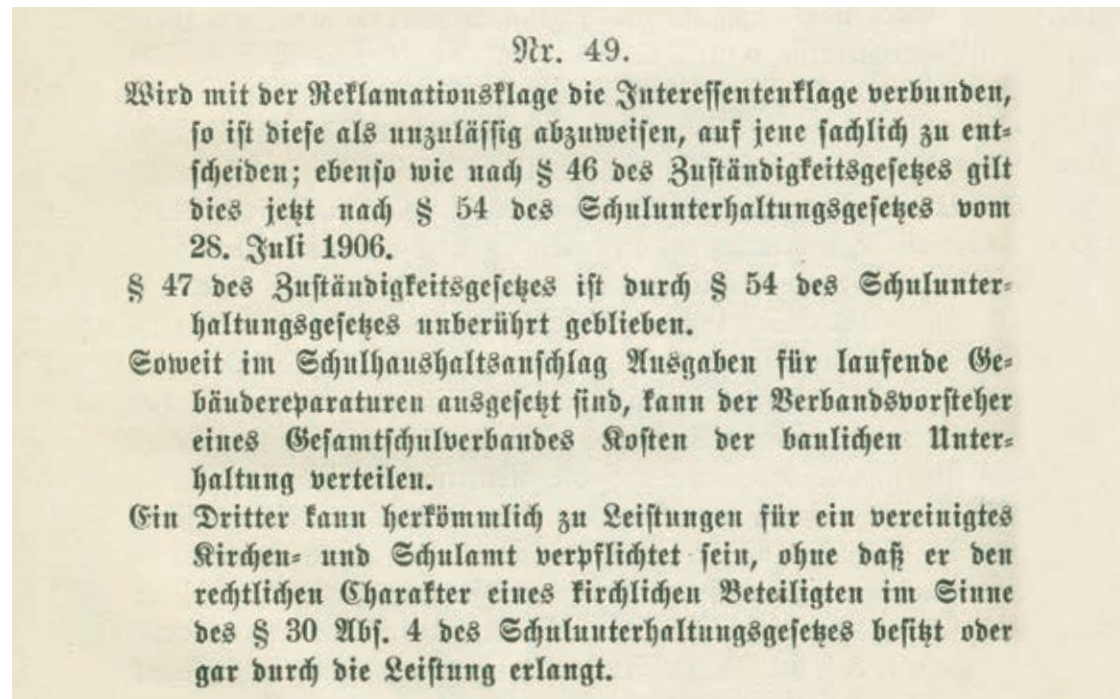 Nr. 49.
Wird mit der Reklamationsklage die Interessentenklage verbunden,
so ist diese als unzulässig abzuweisen, auf jene sachlich zu ent-
scheiden; ebenso wie nach § 46 des Zuständigkeitsgesetzes gilt
dies jetzt nach § 54 des Schulunterhaltungsgesetzes vom
28. Juli 1906.
§ 47 des Zuständigkeitsgesetzes ist durch § 54 des Schulunter-
haltungsgesetzes unberührt geblieben.
Soweit im Schulhaushaltsanschlag Ausgaben für laufende Ge-
bäudereparaturen ausgesetzt sind, kann der Verbandsvorsteher
eines Gesamtschulverbandes Kosten der baulichen Unter-
haltung verteilen.
Ein Dritter kann herkömmlich zu Leistungen für ein vereinigtes
Kirchen- und Schulamt verpflichtet sein, ohne daß er den
rechtlichen Charakter eines kirchlichen Beteiligten im Sinne
des § 30 Abs. 4 des Schulunterhaltungsgesetzes besitzt oder
gar durch die Leistung erlangt.